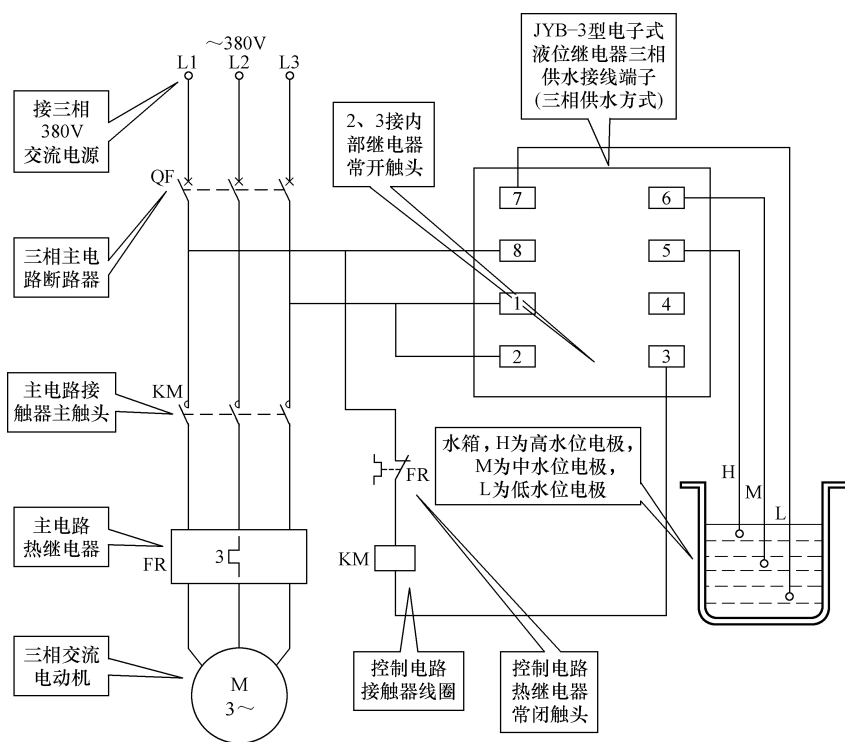 ~380V
L1 L2 L3
接三相
380V
交流电源
QF
三相主电
路断路器
主电路接
触器主触头
KM
主电路
热继电器
FR
3
三相交流
电动机
M
3~
2、3接内
部继电器
常开触头
JYB-3型电子式
液位继电器三相
供水接线端子
(三相供水方式)
7 6
8 5
1 4
2 3
FR
KM
控制电路
接触器线圈
控制电路
热继电器
常闭触头
水箱,H为高水位电极,
M为中水位电极,
L为低水位电极
H
M
L